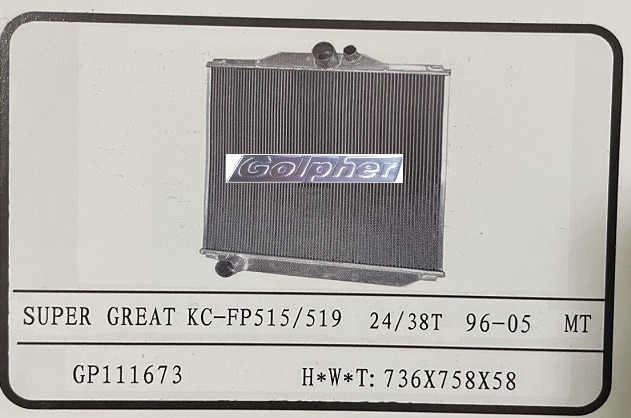 Golpher
SUPER GREAT KC-FP515/519 24/38T 96-05 MT
GP111673 H*W*T: 736X758X58